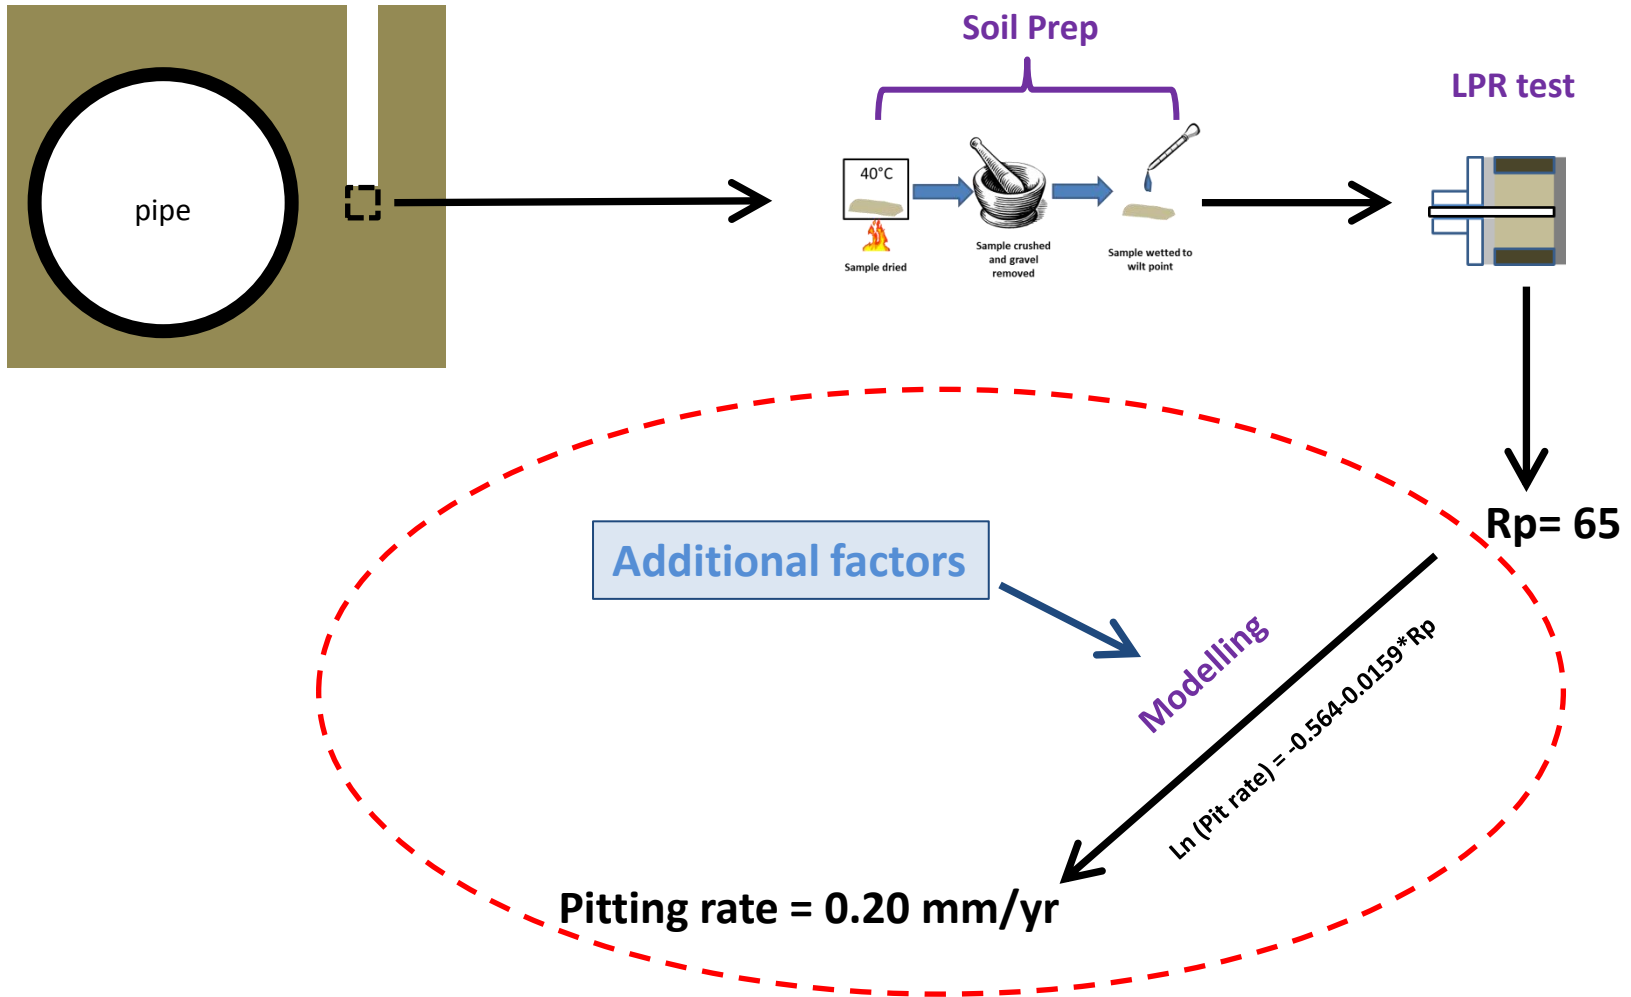 Soil Prep
LPR test
pipe
40°C
Sample dried
Sample crushed
and gravel
removed
Sample wetted to
wilt point
Rp= 65
Additional factors
Modelling
Ln (Pit rate) = -0.564-0.0159*Rp
Pitting rate = 0.20 mm/yr